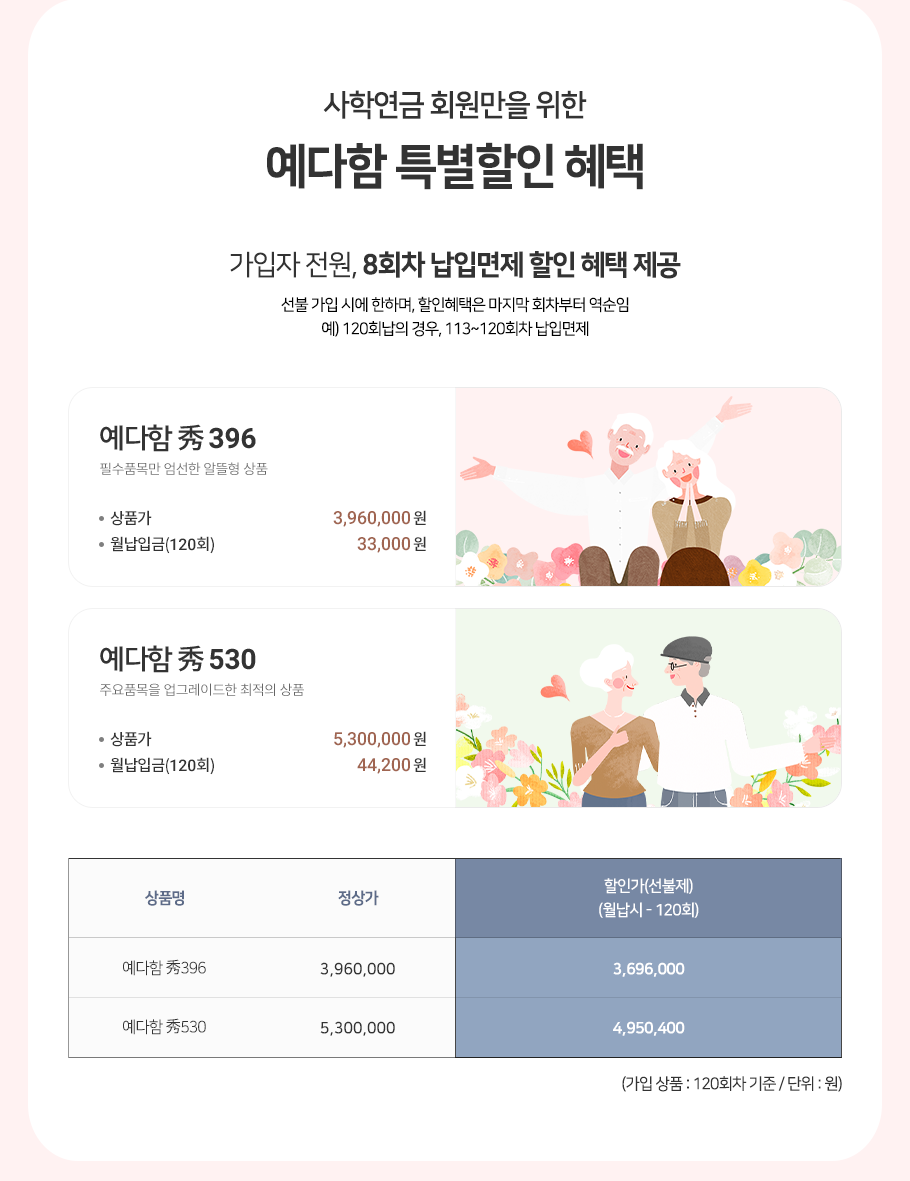 사학연금 회원만을 위한
예다함 특별할인 혜택
가입자 전원, 8회차 납입면제 할인 혜택 제공
선불 가입 시에 한하며, 할인혜택은 마지막 회차부터 역순임
예) 120회납의 경우, 113~120회차 납입면제
예다함 秀 396
필수품목만 엄선한 알뜰형 상품
• 상품가 3,960,000 원
• 월납입금(120회) 33,000 원
예다함 秀 530
주요품목을 업그레이드한 최적의 상품
• 상품가 5,300,000 원
• 월납입금(120회) 44,200 원
상품명 정상가 할인가(선불제)
(월납시 - 120회)
예다함 秀396 3,960,000 3,696,000
예다함 秀530 5,300,000 4,950,400
(가입 상품 : 120회차 기준 / 단위 : 원)